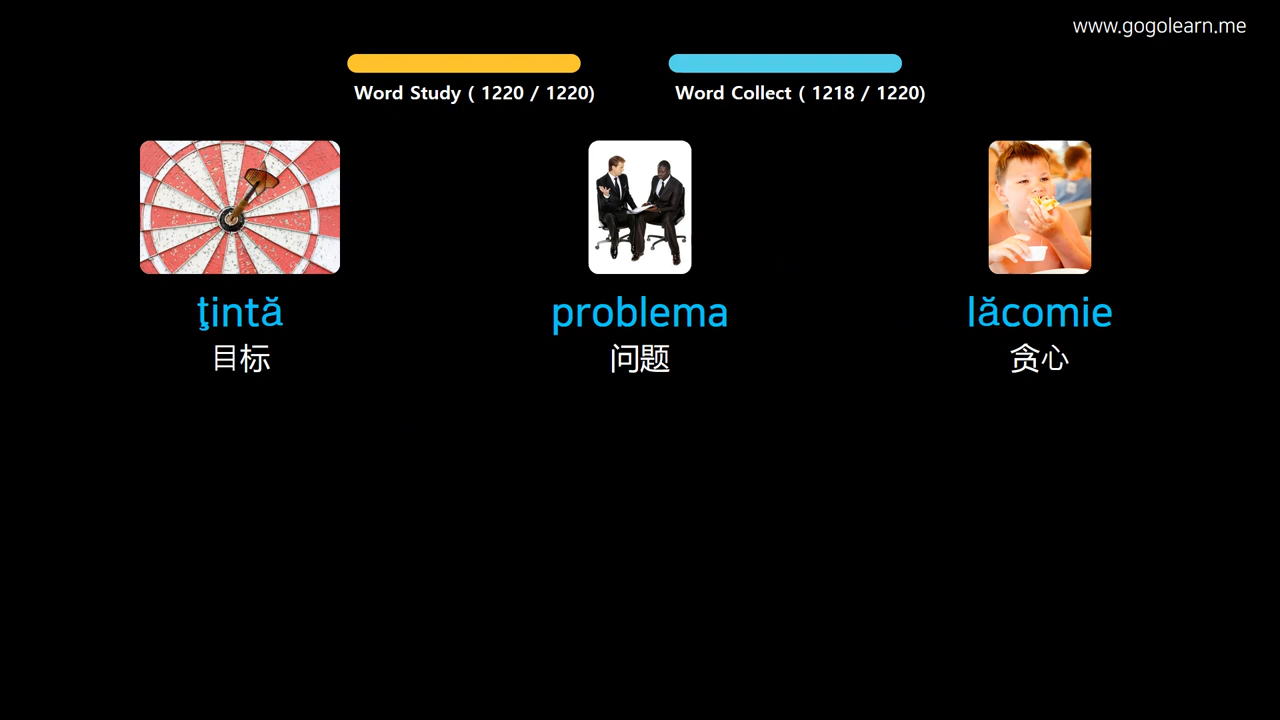 www.gogolearn.me
Word Study ( 1220 / 1220)
Word Collect ( 1218 / 1220)
ţintă
problema
lăcomie
目标
问题
贪心